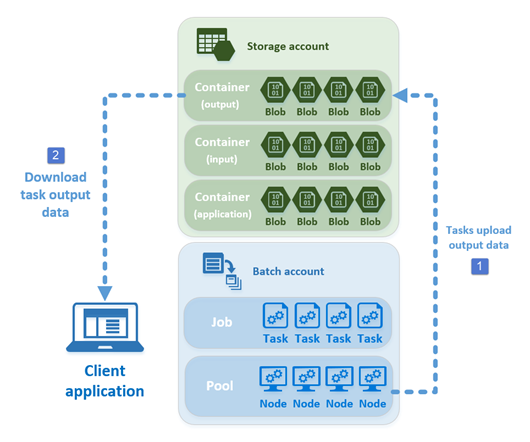 Storage account
Container
(output)
10
01
10
01
10
01
10
01
Blob Blob Blob Blob
Container
(input)
10
01
10
01
10
01
10
01
Blob Blob Blob Blob
Container
(application)
10
01
10
01
10
01
10
01
Blob Blob Blob Blob
2
Download
task output
data
Tasks upload
output data
1
Batch account
Job
Task Task Task Task
Pool
Node Node Node Node
Client
application